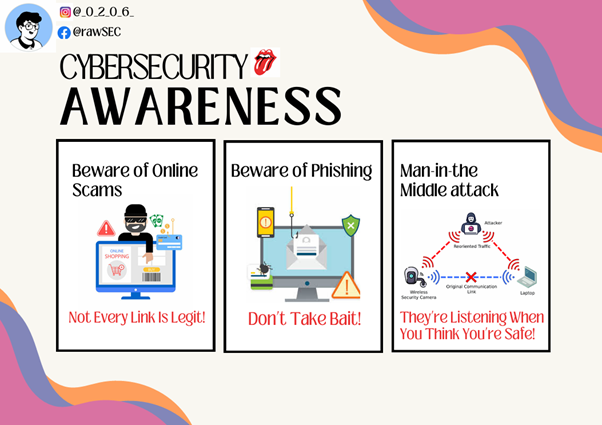 @_0_2_0_6_
@rawSEC
CYBERSECURITY
AWARENESS
Beware of Online
Scams
ONLINE
SHOPPING
Not Every Link Is Legit!
Beware of Phishing
Don't Take Bait!
Man-in-the
Middle attack
Attacker
Reoriented Traffic
Original Communication
Link
Wireless
Security Camera
Laptop
They're Listening When
You Think You're Safe!